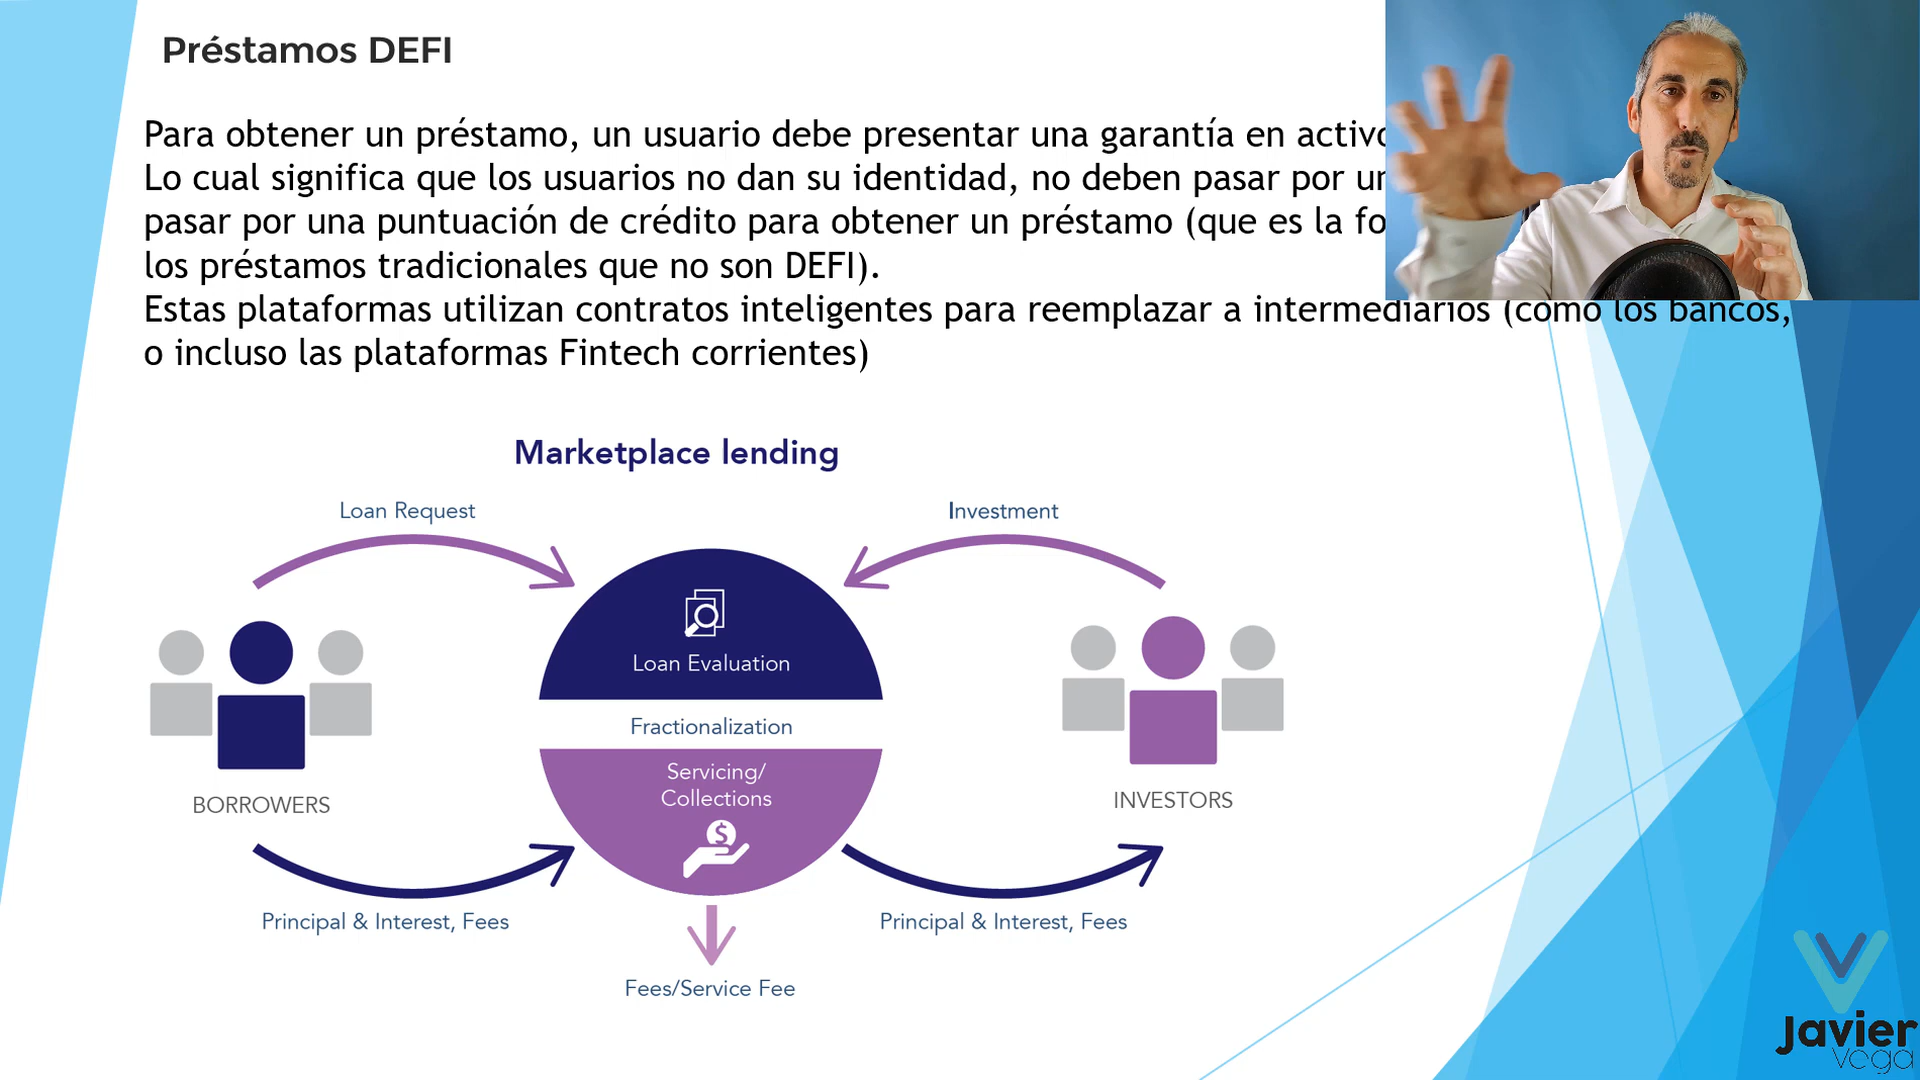 Préstamos DEFI
Para obtener un préstamo, un usuario debe presentar una garantía en
Lo cual significa que los usuarios no dan su identidad, no deben pasar por
pasar por una puntuación de crédito para obtener un préstamo (que es la
los préstamos tradicionales que no son DEFI).
Estas plataformas utilizan contratos inteligentes para reemplazar a intermediarios (como los bancos,
o incluso las plataformas Fintech corrientes)
Marketplace lending
Loan Request
Investment
Loan Evaluation
Fractionalization
Servicing/
Collections
$
BORROWERS
INVESTORS
Principal & Interest, Fees
Principal & Interest, Fees
Fees/Service Fee
Javier
Vega